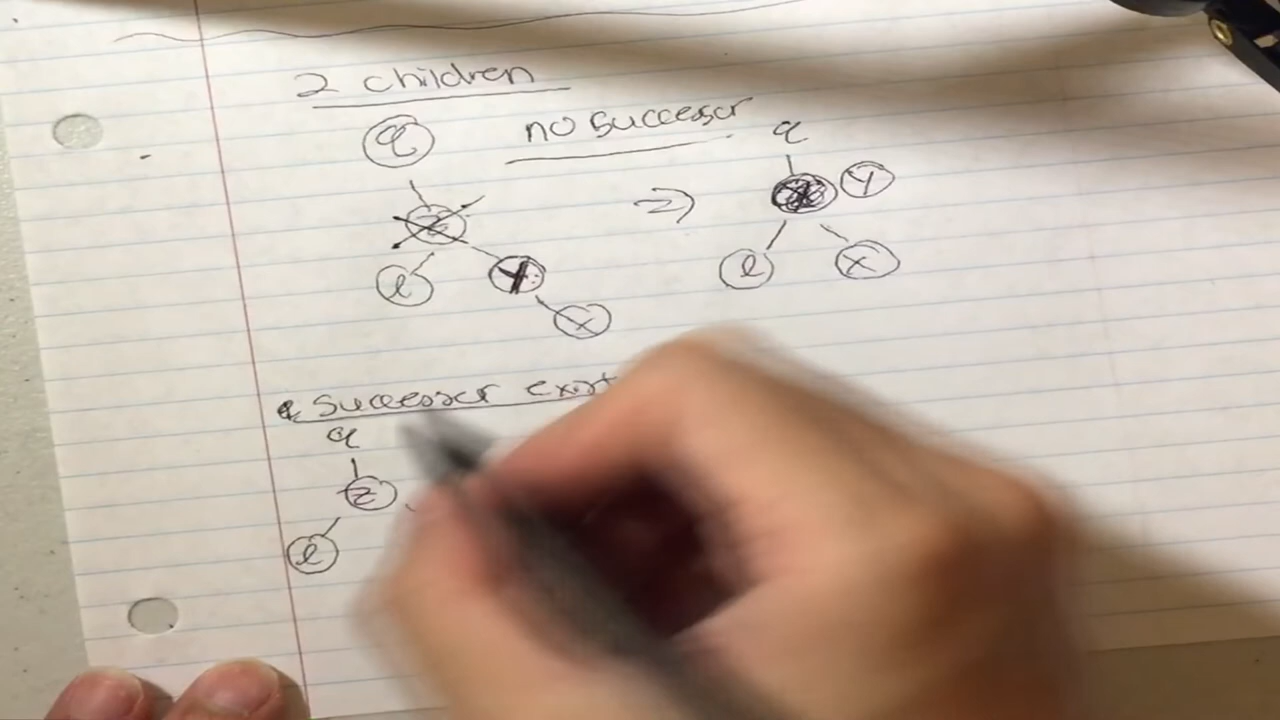 2 children
no successor
q
q
y
z
l
y
l
x
x
successor exist
q
z
l